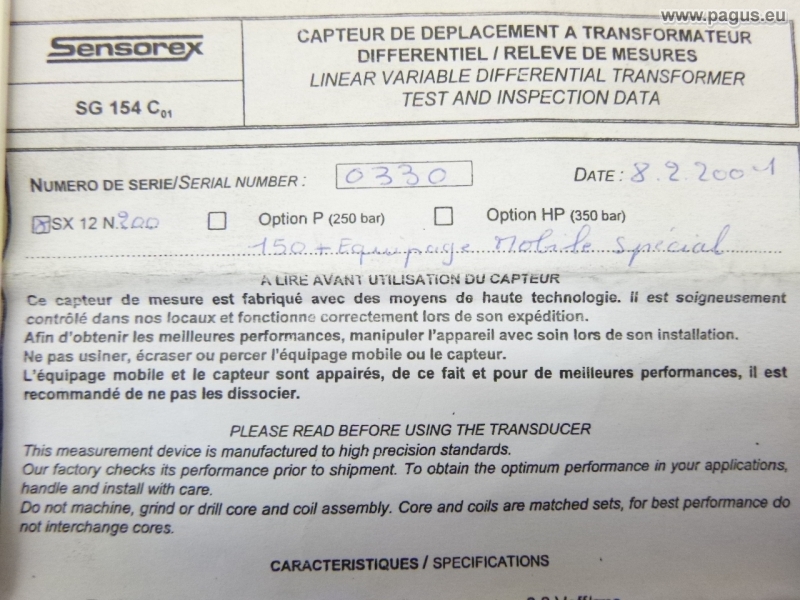 www.pagus.eu
Sensorex
SG 154 C01
CAPTEUR DE DEPLACEMENT A TRANSFORMATEUR
DIFFERENTIEL / RELEVE DE MESURES
LINEAR VARIABLE DIFFERENTIAL TRANSFORMER
TEST AND INSPECTION DATA
NUMERO DE SERIE/SERIAL NUMBER : 0330 DATE : 8.2.2001
SX 12 N.200 Option P (250 bar) Option HP (350 bar)
150 + Equipage Mobile Spécial
A LIRE AVANT UTILISATION DU CAPTEUR
Ce capteur de mesure est fabriqué avec des moyens de haute technologie. Il est soigneusement
contrôlé dans nos locaux et fonctionne correctement lors de son expédition.
Afin d'obtenir les meilleures performances, manipuler l'appareil avec soin lors de son installation.
Ne pas usiner, écraser ou percer l'équipage mobile ou le capteur.
L'équipage mobile et le capteur sont appairés, de ce fait et pour de meilleures performances, il est
recommandé de ne pas les dissocier.
PLEASE READ BEFORE USING THE TRANSDUCER
This measurement device is manufactured to high precision standards.
Our factory checks its performance prior to shipment. To obtain the optimum performance in your applications,
handle and install with care.
Do not machine, grind or drill core and coil assembly. Core and coils are matched sets, for best performance do
not interchange cores.
CARACTERISTIQUES / SPECIFICATIONS